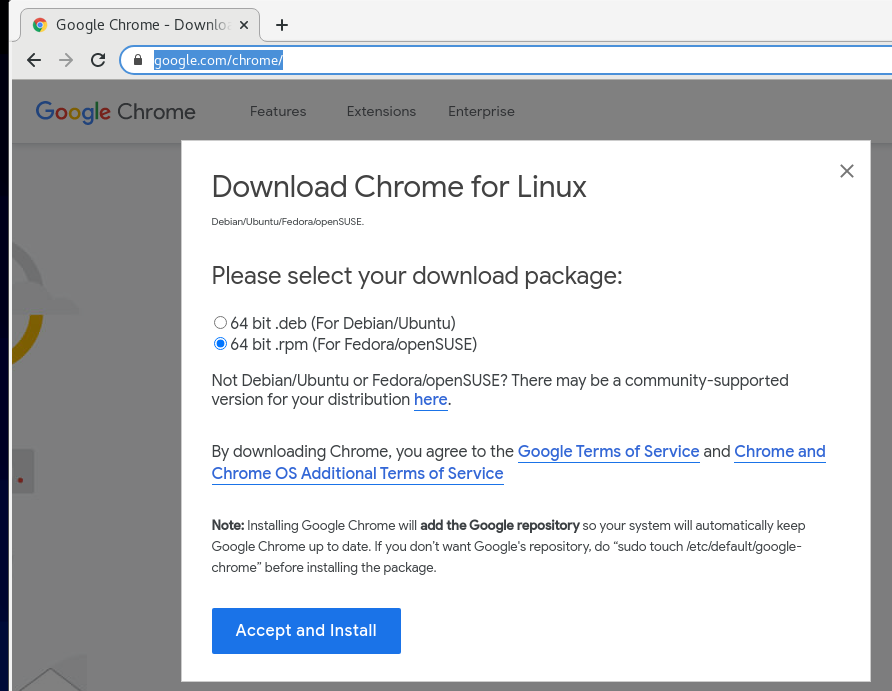 Google Chrome - Downloa
google.com/chrome/
Google Chrome
Features
Extensions
Enterprise
Download Chrome for Linux
Debian/Ubuntu/Fedora/openSUSE.
Please select your download package:
64 bit .deb (For Debian/Ubuntu)
64 bit .rpm (For Fedora/openSUSE)
Not Debian/Ubuntu or Fedora/openSUSE? There may be a community-supported
version for your distribution here.
By downloading Chrome, you agree to the Google Terms of Service and Chrome and
Chrome OS Additional Terms of Service
Note: Installing Google Chrome will add the Google repository so your system will automatically keep
Google Chrome up to date. If you don’t want Google's repository, do “sudo touch /etc/default/google-
chrome” before installing the package.
Accept and Install